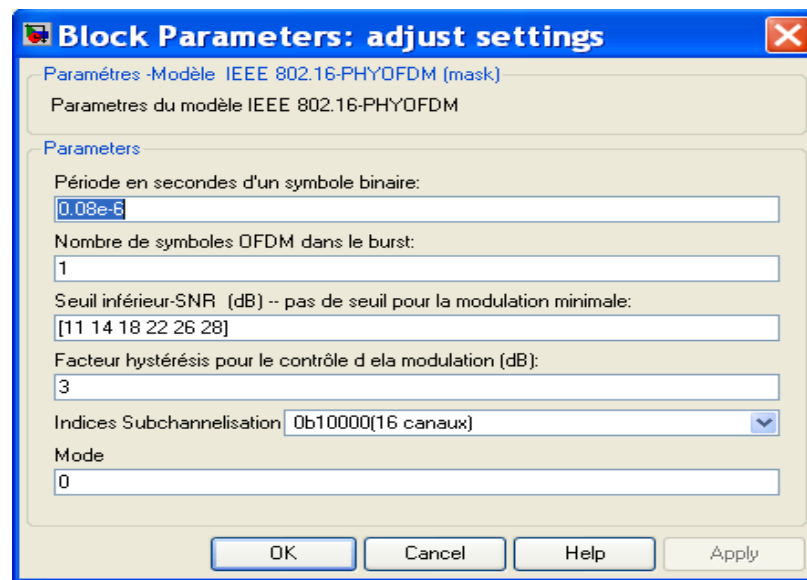 Block Parameters: adjust settings
Paramétres -Modèle IEEE 802.16-PHYOFDM (mask)
Parametres du modèle IEEE 802.16-PHYOFDM
Parameters
Période en secondes d'un symbole binaire:
0.08e-6
Nombre de symboles OFDM dans le burst:
1
Seuil inférieur-SNR (dB) -- pas de seuil pour la modulation minimale:
[11 14 18 22 26 28]
Facteur hystérésis pour le contrôle d ela modulation (dB):
3
Indices Subchannelisation 0b10000(16 canaux)
Mode
0
OK Cancel Help Apply